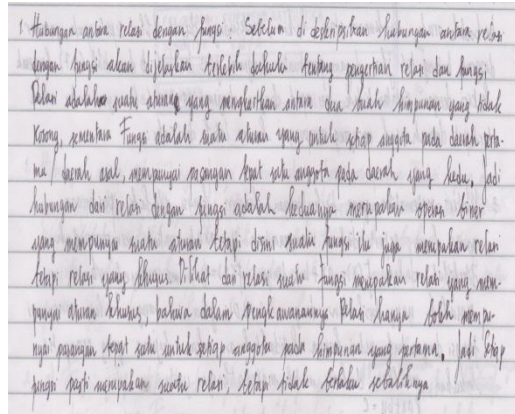 1. Hubungan antara relasi dengan fungsi. Sebelum di deskripsikan hubungan antara relasi
dengan fungsi akan dijelaskan terlebih dahulu tentang pengertian relasi dan fungsi
Relasi adalah suatu aturan yang mengkaitkan antara dua buah himpunan yang tidak
kosong, sementara Fungsi adalah suatu aturan yang untuk setiap anggota pada daerah perta-
ma / daerah asal, mempunyai pasangan tepat satu anggota pada daerah yang kedua. Jadi
hubungan dari relasi dengan fungsi adalah keduanya merupakan operasi biner
yang mempunyai suatu aturan tetapi disini suatu fungsi itu juga merupakan relasi
tetapi relasi yang khusus. Dilihat dari relasi suatu fungsi merupakan relasi yang mem-
punyai aturan khusus, bahwa dalam pengkawanannya Relasi hanya boleh mempu-
nyai pasangan tepat satu untuk setiap anggota pada himpunan yang pertama. Jadi setiap
fungsi pasti merupakan suatu relasi, tetapi tidak berlaku sebaliknya